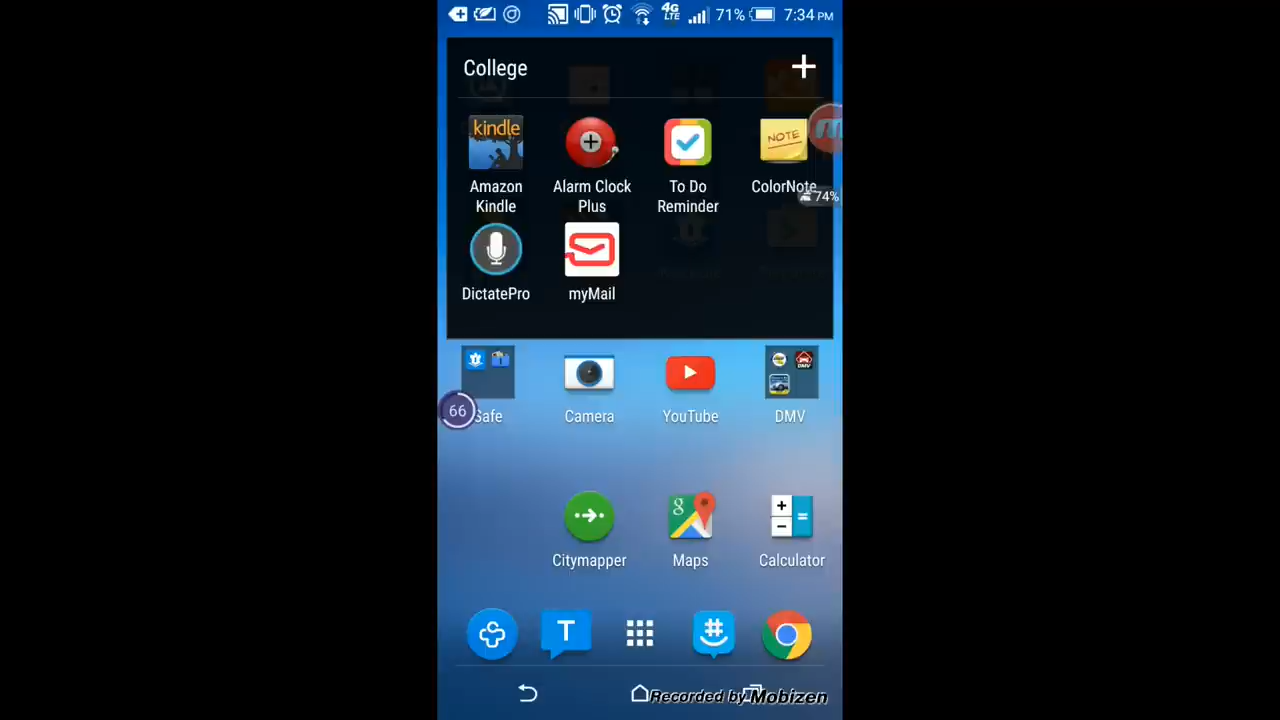 4G LTE 71% 7:34 PM
College
kindle
NOTE
Amazon Kindle
Alarm Clock Plus
To Do Reminder
ColorNote
74%
DictatePro
myMail
DMV
66
Safe
Camera
YouTube
DMV
g
Citymapper
Maps
Calculator
T
#
Recorded by Mobizen